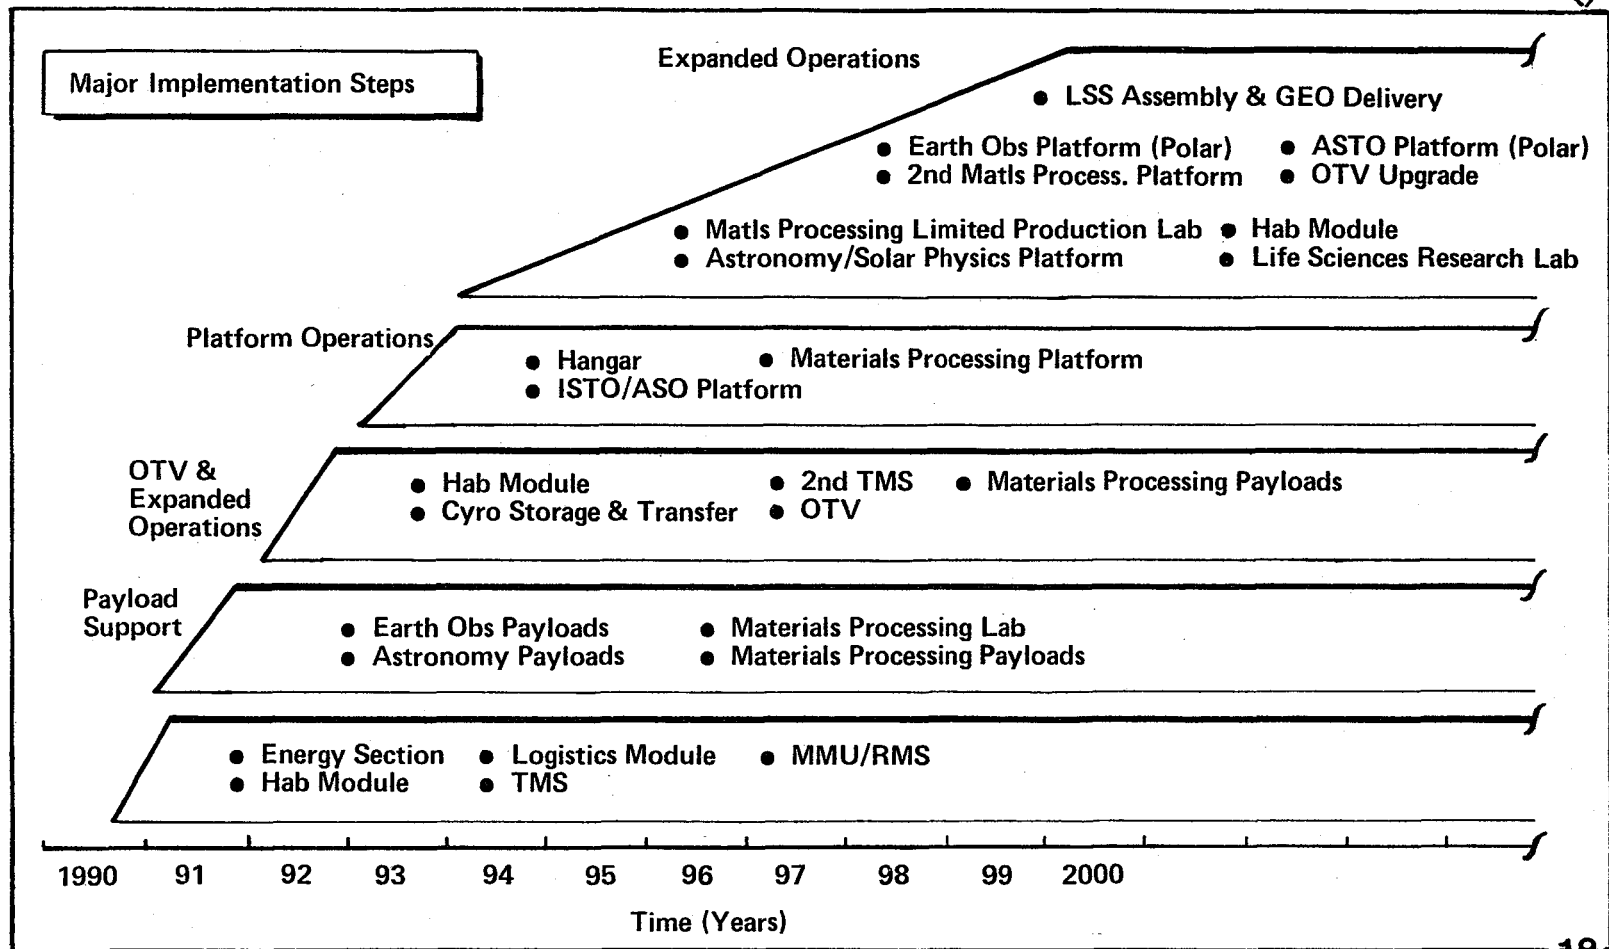 Major Implementation Steps
Expanded Operations
● LSS Assembly & GEO Delivery
● Earth Obs Platform (Polar) ● ASTO Platform (Polar)
● 2nd Matls Process. Platform ● OTV Upgrade
● Matls Processing Limited Production Lab ● Hab Module
● Astronomy/Solar Physics Platform ● Life Sciences Research Lab
Platform Operations
● Hangar ● Materials Processing Platform
● ISTO/ASO Platform
OTV &
Expanded
Operations
● Hab Module ● 2nd TMS ● Materials Processing Payloads
● Cyro Storage & Transfer ● OTV
Payload
Support
● Earth Obs Payloads ● Materials Processing Lab
● Astronomy Payloads ● Materials Processing Payloads
● Energy Section ● Logistics Module ● MMU/RMS
● Hab Module ● TMS
1990 91 92 93 94 95 96 97 98 99 2000
Time (Years)